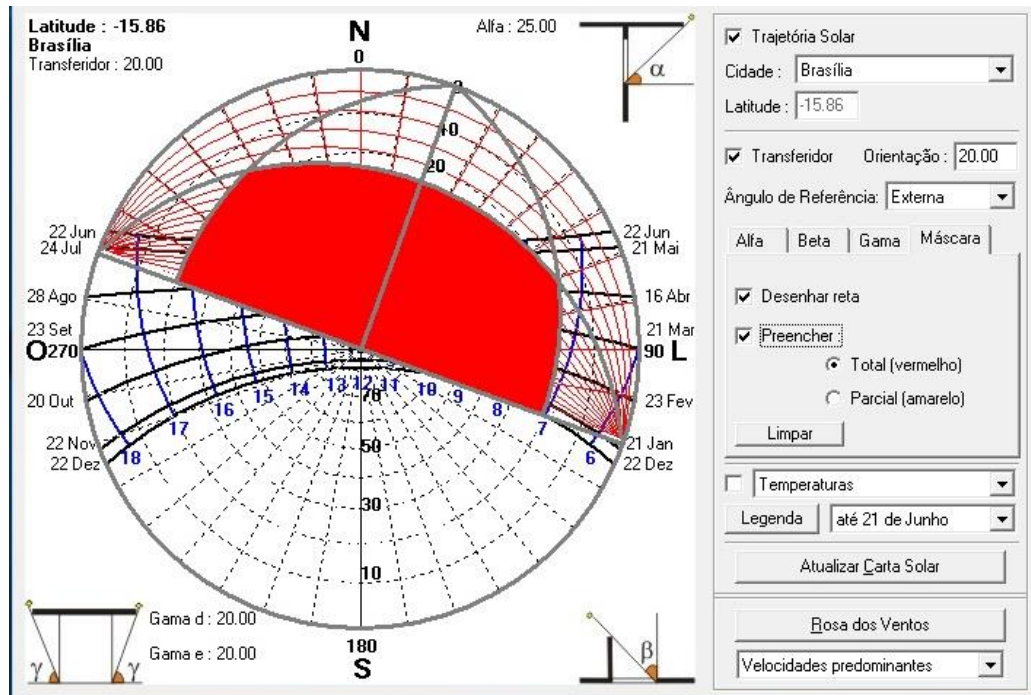 Latitude : -15.86
Brasília
Transferidor : 20.00
N
0
Alfa : 25.00
α
40
20
22 Jun
24 Jul
28 Ago
23 Set
O 270
20 Out
22 Nov
22 Dez
22 Jun
21 Mai
16 Abr
21 Mar
90 L
23 Fev
21 Jan
22 Dez
18
17
16
15
14
13
12
11
10
9
8
7
6
70
50
30
10
180
S
Gama d : 20.00
Gama e : 20.00
γ
γ
β
Trajetória Solar
Cidade : Brasília
Latitude : -15.86
Transferidor Orientação : 20.00
Ângulo de Referência: Externa
Alfa Beta Gama Máscara
Desenhar reta
Preencher :
Total (vermelho)
Parcial (amarelo)
Limpar
Temperaturas
Legenda até 21 de Junho
Atualizar Carta Solar
Rosa dos Ventos
Velocidades predominantes